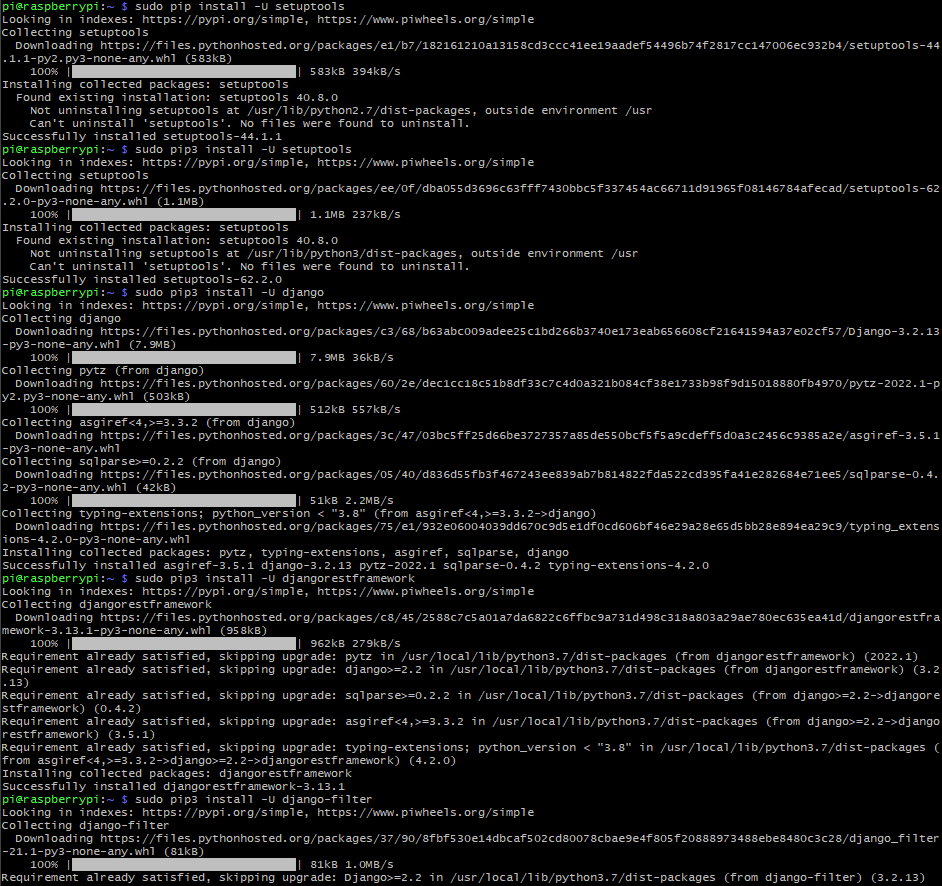 pi@raspberrypi:~ $ sudo pip install -U setuptools
Looking in indexes: https://pypi.org/simple, https://www.piwheels.org/simple
Collecting setuptools
  Downloading https://files.pythonhosted.org/packages/e1/b7/182161210a13158cd3ccc41ee19aadef54496b74f2817cc147006ec932b4/setuptools-44
.1.1-py2.py3-none-any.whl (583kB)
    100% |████████████████████████████████| 583kB 394kB/s
Installing collected packages: setuptools
  Found existing installation: setuptools 40.8.0
    Not uninstalling setuptools at /usr/lib/python2.7/dist-packages, outside environment /usr
    Can't uninstall 'setuptools'. No files were found to uninstall.
Successfully installed setuptools-44.1.1
pi@raspberrypi:~ $ sudo pip3 install -U setuptools
Looking in indexes: https://pypi.org/simple, https://www.piwheels.org/simple
Collecting setuptools
  Downloading https://files.pythonhosted.org/packages/ee/0f/dba055d3696c63fff7430bbc5f337454ac66711d91965f08146784afecad/setuptools-62
.2.0-py3-none-any.whl (1.1MB)
    100% |████████████████████████████████| 1.1MB 237kB/s
Installing collected packages: setuptools
  Found existing installation: setuptools 40.8.0
    Not uninstalling setuptools at /usr/lib/python3/dist-packages, outside environment /usr
    Can't uninstall 'setuptools'. No files were found to uninstall.
Successfully installed setuptools-62.2.0
pi@raspberrypi:~ $ sudo pip3 install -U django
Looking in indexes: https://pypi.org/simple, https://www.piwheels.org/simple
Collecting django
  Downloading https://files.pythonhosted.org/packages/c3/68/b63abc009adee25c1bd266b3740e173eab656608cf21641594a37e02cf57/Django-3.2.13
-py3-none-any.whl (7.9MB)
    100% |████████████████████████████████| 7.9MB 36kB/s
Collecting pytz (from django)
  Downloading https://files.pythonhosted.org/packages/60/2e/dec1cc18c51b8df33c7c4d0a321b084cf38e1733b98f9d15018880fb4970/pytz-2022.1-p
y2.py3-none-any.whl (503kB)
    100% |████████████████████████████████| 512kB 557kB/s
Collecting asgiref<4,>=3.3.2 (from django)
  Downloading https://files.pythonhosted.org/packages/3c/47/03bc5ff25d66be3727357a85de550bcf5f5a9cdeff5d0a3c2456c9385a2e/asgiref-3.5.1
-py3-none-any.whl
Collecting sqlparse>=0.2.2 (from django)
  Downloading https://files.pythonhosted.org/packages/05/40/d836d55fb3f467243ee839ab7b814822fda522cd395fa41e282684e71ee5/sqlparse-0.4.
2-py3-none-any.whl (42kB)
    100% |████████████████████████████████| 51kB 2.2MB/s
Collecting typing-extensions; python_version < "3.8" (from asgiref<4,>=3.3.2->django)
  Downloading https://files.pythonhosted.org/packages/75/e1/932e06004039dd670c9d5e1df0cd606bf46e29a28e65d5bb28e894ea29c9/typing_extens
ions-4.2.0-py3-none-any.whl
Installing collected packages: pytz, typing-extensions, asgiref, sqlparse, django
Successfully installed asgiref-3.5.1 django-3.2.13 pytz-2022.1 sqlparse-0.4.2 typing-extensions-4.2.0
pi@raspberrypi:~ $ sudo pip3 install -U djangorestframework
Looking in indexes: https://pypi.org/simple, https://www.piwheels.org/simple
Collecting djangorestframework
  Downloading https://files.pythonhosted.org/packages/c8/45/2588c7c5a01a7da6822c6ffbc9a731d498c318a803a29ae780ec635ea41d/djangorestfra
mework-3.13.1-py3-none-any.whl (958kB)
    100% |████████████████████████████████| 962kB 279kB/s
Requirement already satisfied, skipping upgrade: pytz in /usr/local/lib/python3.7/dist-packages (from djangorestframework) (2022.1)
Requirement already satisfied, skipping upgrade: django>=2.2 in /usr/local/lib/python3.7/dist-packages (from djangorestframework) (3.2
.13)
Requirement already satisfied, skipping upgrade: sqlparse>=0.2.2 in /usr/local/lib/python3.7/dist-packages (from django>=2.2->djangore
stframework) (0.4.2)
Requirement already satisfied, skipping upgrade: asgiref<4,>=3.3.2 in /usr/local/lib/python3.7/dist-packages (from django>=2.2->django
restframework) (3.5.1)
Requirement already satisfied, skipping upgrade: typing-extensions; python_version < "3.8" in /usr/local/lib/python3.7/dist-packages (
from asgiref<4,>=3.3.2->django>=2.2->djangorestframework) (4.2.0)
Installing collected packages: djangorestframework
Successfully installed djangorestframework-3.13.1
pi@raspberrypi:~ $ sudo pip3 install -U django-filter
Looking in indexes: https://pypi.org/simple, https://www.piwheels.org/simple
Collecting django-filter
  Downloading https://files.pythonhosted.org/packages/37/90/8fbf530e14dbcaf502cd80078cbae9e4f805f20888973488ebe8480c3c28/django_filter
-21.1-py3-none-any.whl (81kB)
    100% |████████████████████████████████| 81kB 1.0MB/s
Requirement already satisfied, skipping upgrade: Django>=2.2 in /usr/local/lib/python3.7/dist-packages (from django-filter) (3.2.13)